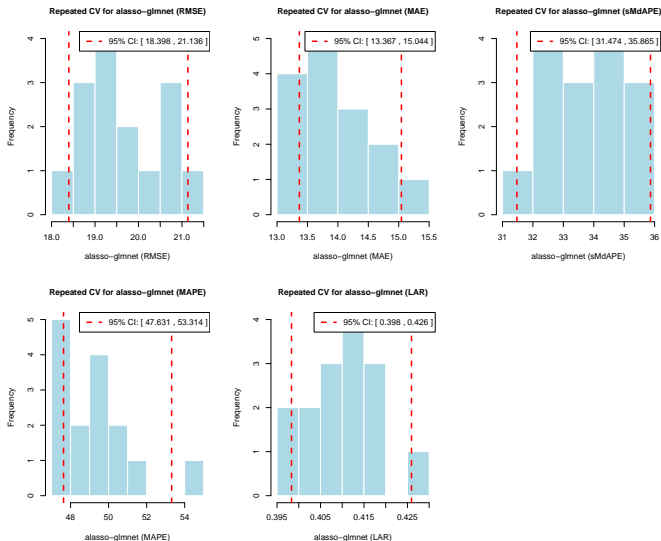 Repeated CV for alasso-glmnet (RMSE)
95% CI: [ 18.398 , 21.136 ]
Frequency
0 1 2 3 4
18.0 19.0 20.0 21.0
alasso-glmnet (RMSE)
Repeated CV for alasso-glmnet (MAE)
95% CI: [ 13.367 , 15.044 ]
Frequency
0 1 2 3 4 5
13.0 13.5 14.0 14.5 15.0 15.5
alasso-glmnet (MAE)
Repeated CV for alasso-glmnet (sMdAPE)
95% CI: [ 31.474 , 35.865 ]
Frequency
0 1 2 3 4
31 32 33 34 35 36
alasso-glmnet (sMdAPE)
Repeated CV for alasso-glmnet (MAPE)
95% CI: [ 47.631 , 53.314 ]
Frequency
0 1 2 3 4 5
48 50 52 54
alasso-glmnet (MAPE)
Repeated CV for alasso-glmnet (LAR)
95% CI: [ 0.398 , 0.426 ]
Frequency
0 1 2 3 4
0.395 0.405 0.415 0.425
alasso-glmnet (LAR)